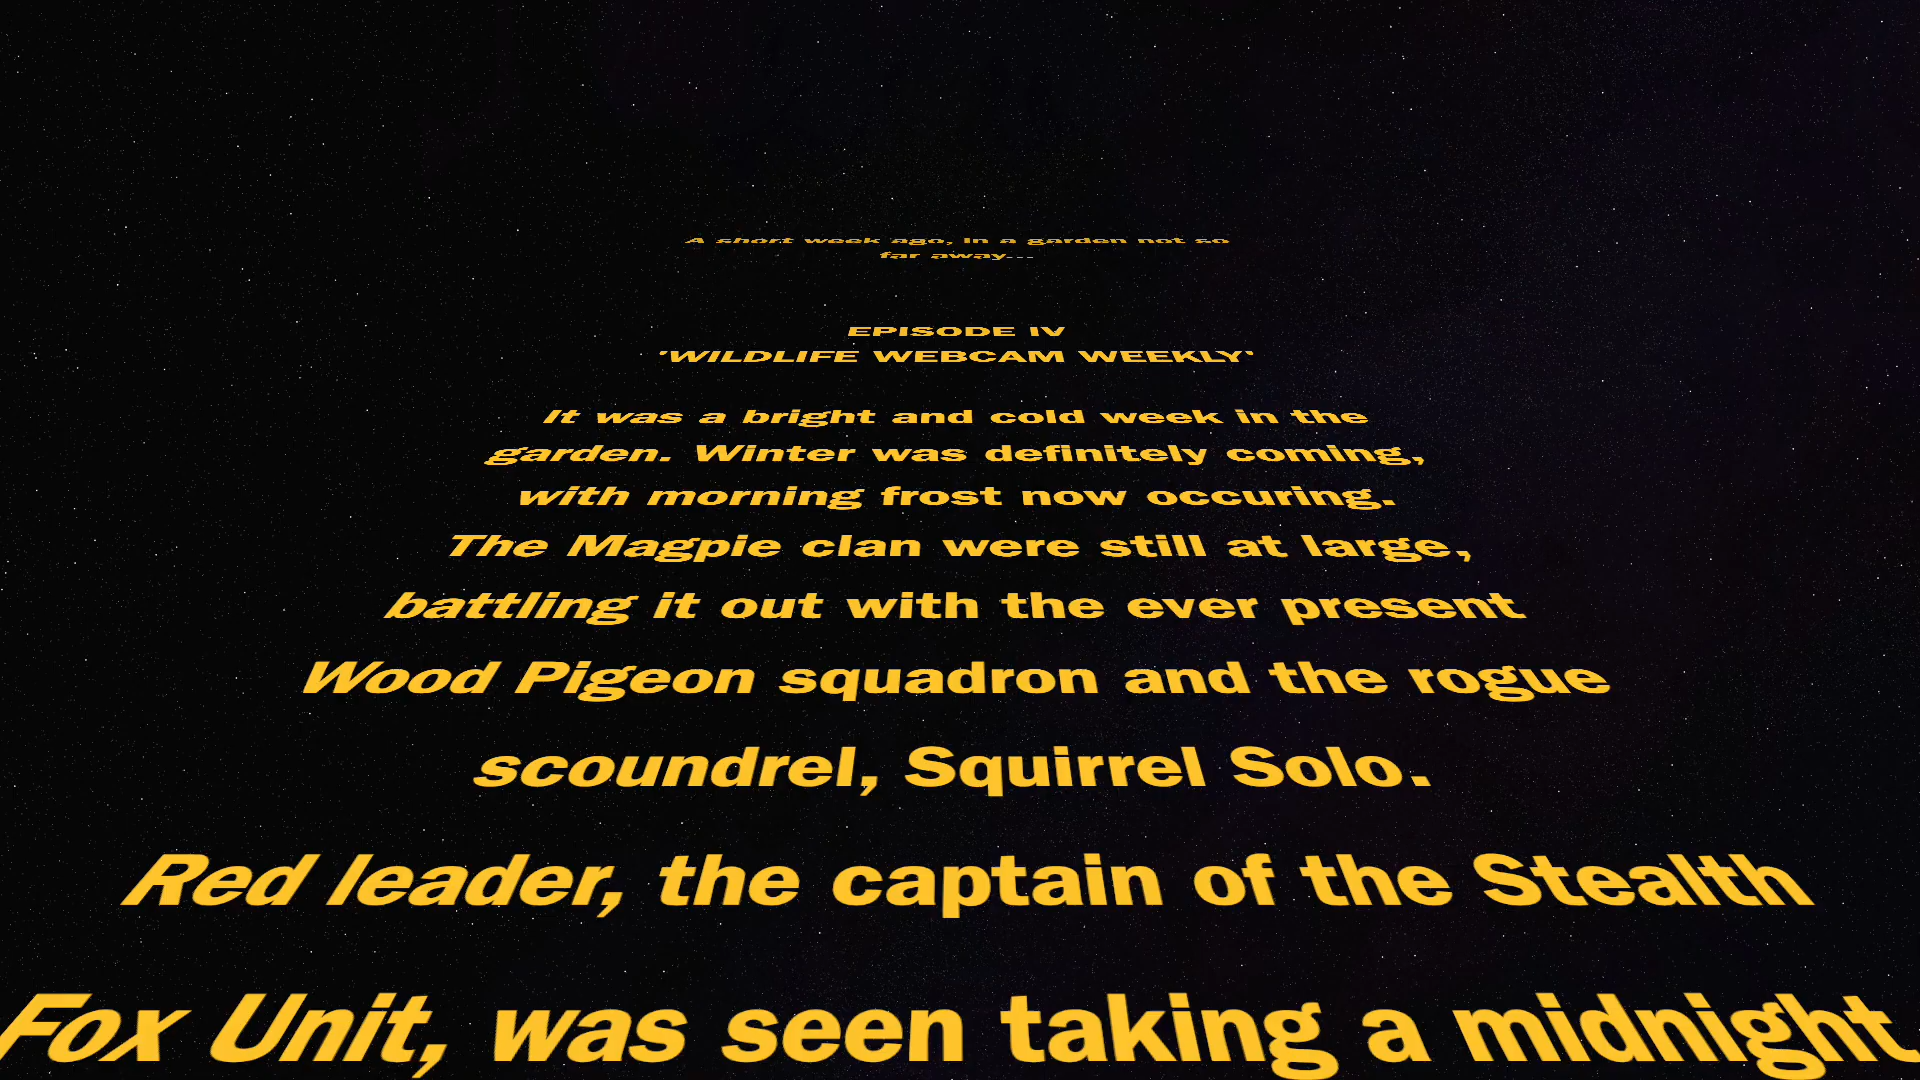 A short week ago, in a garden not so
far away...
EPISODE IV
'WILDLIFE WEBCAM WEEKLY'
It was a bright and cold week in the
garden. Winter was definitely coming,
with morning frost now occuring.
The Magpie clan were still at large,
battling it out with the ever present
Wood Pigeon squadron and the rogue
scoundrel, Squirrel Solo.
Red leader, the captain of the Stealth
Fox Unit, was seen taking a midnight